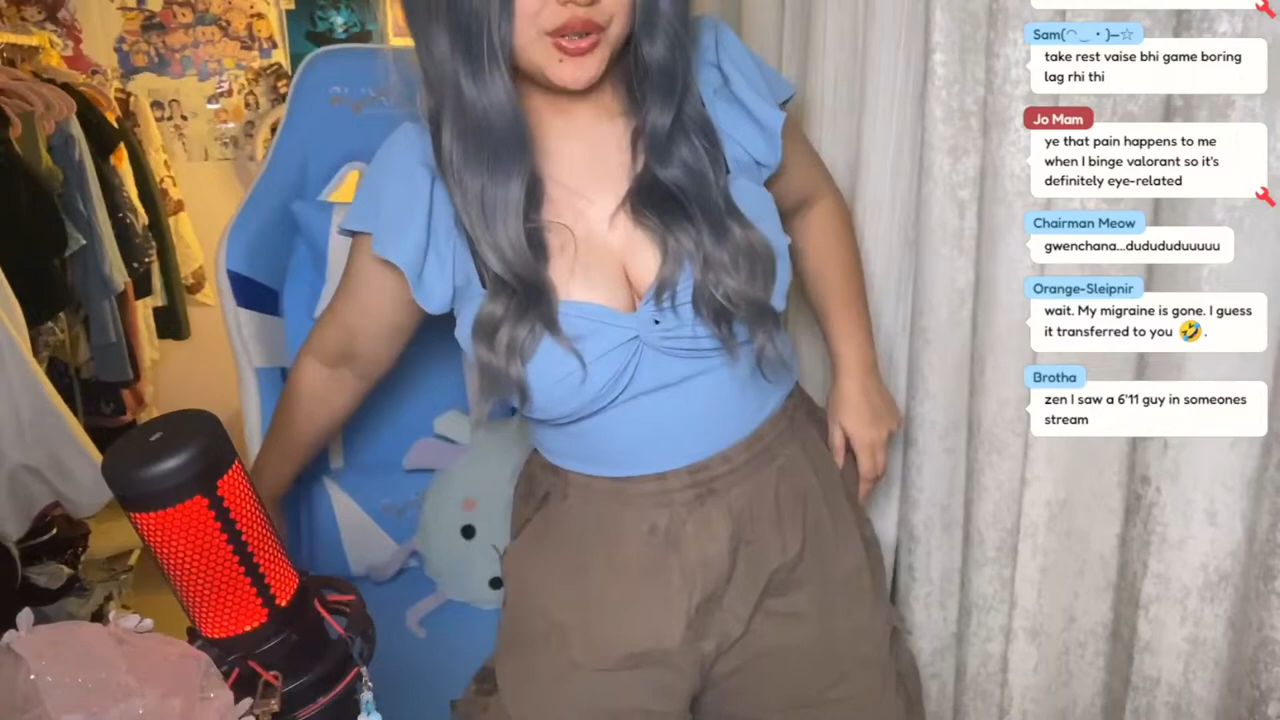 Sam(◠‿・)—☆
take rest vaise bhi game boring
lag rhi thi
Jo Mam
ye that pain happens to me
when I binge valorant so it's
definitely eye-related
Chairman Meow
gwenchana...dudududuuuuu
Orange-Sleipnir
wait. My migraine is gone. I guess
it transferred to you 🤣.
Brotha
zen I saw a 6'11 guy in someones
stream